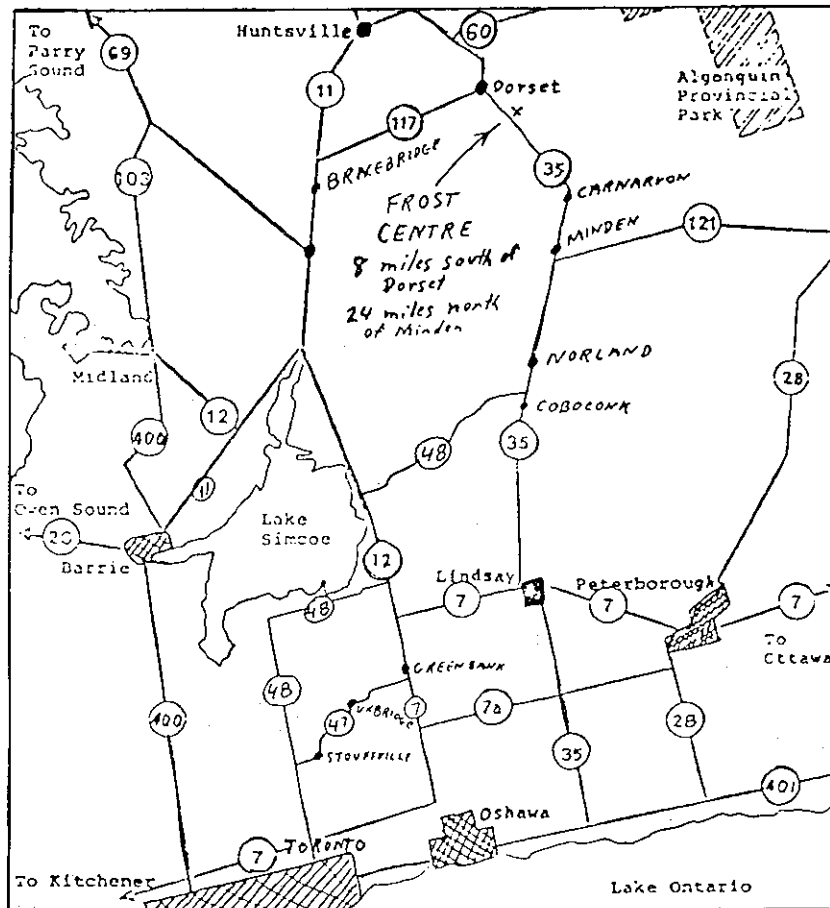 To
Parry
Sound
69
Huntsville
60
11
Dorset
Algonquin
Provincial
Park
117
103
BRACEBRIDGE
35
CARNARVON
FROST
CENTRE
8 miles south of
Dorset
24 miles north
of Minden
MINDEN
121
NORLAND
Midland
12
28
COBOCONK
400
48
35
11
To
Owen Sound
Lake
Simcoe
Barrie
12
Lindsay
Peterborough
48
7
7
7
To
Ottawa
GREENBANK
48
UXBRIDGE
47
7
7a
400
STOUFFVILLE
35
28
401
Oshawa
7
TORONTO
To Kitchener
Lake Ontario